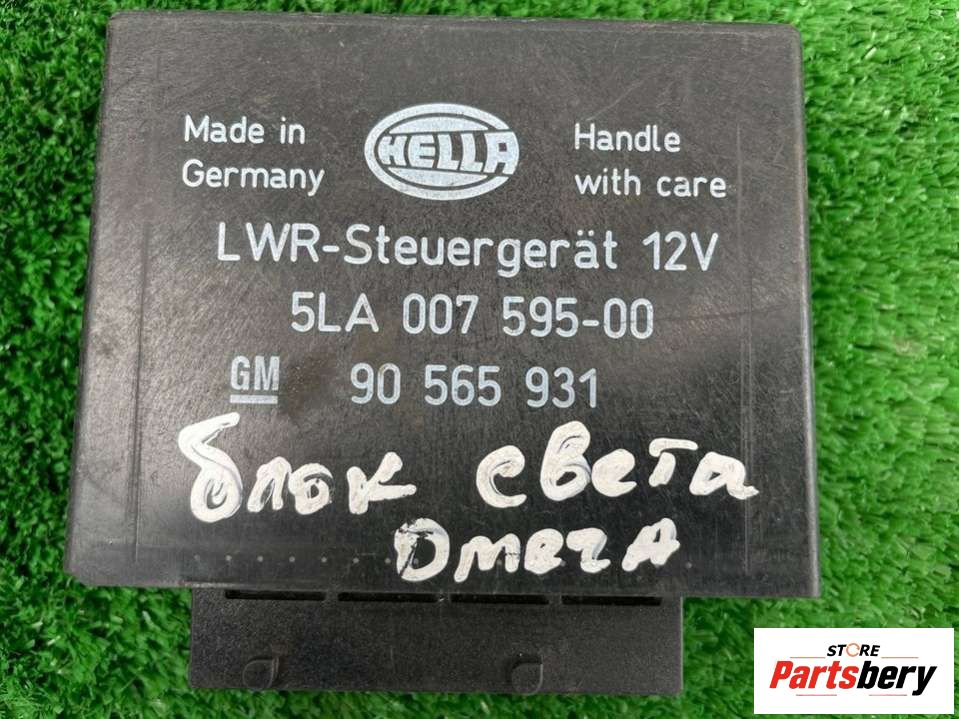 Made in
Germany
HELLA
Handle
with care
LWR-Steuergerät 12V
5LA 007 595-00
GM 90 565 931
блок света
Омега
STORE
Partsbery